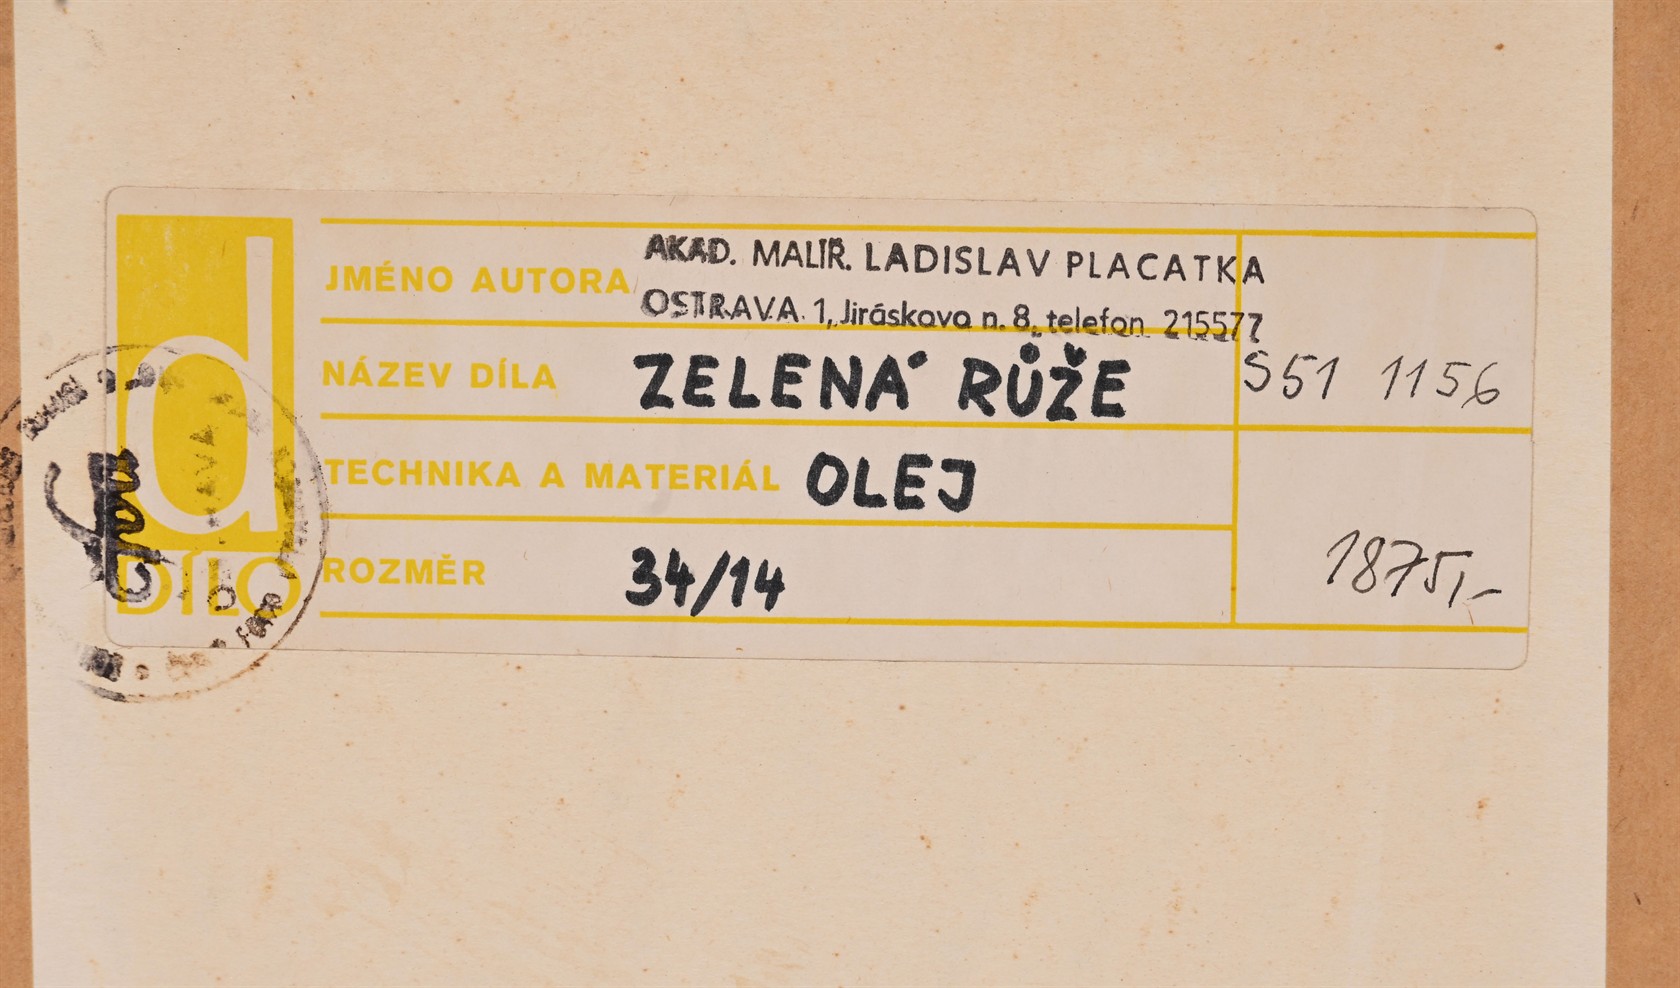 AKAD. MALÍŘ. LADISLAV PLACATKA
JMÉNO AUTORA
OSTRAVA 1, Jiráskovo n. 8, telefon 215577
NÁZEV DÍLA ZELENÁ RŮŽE S51 1156
TECHNIKA A MATERIÁL OLEJ
ROZMĚR 34/14 1875,-
d
DÍLO